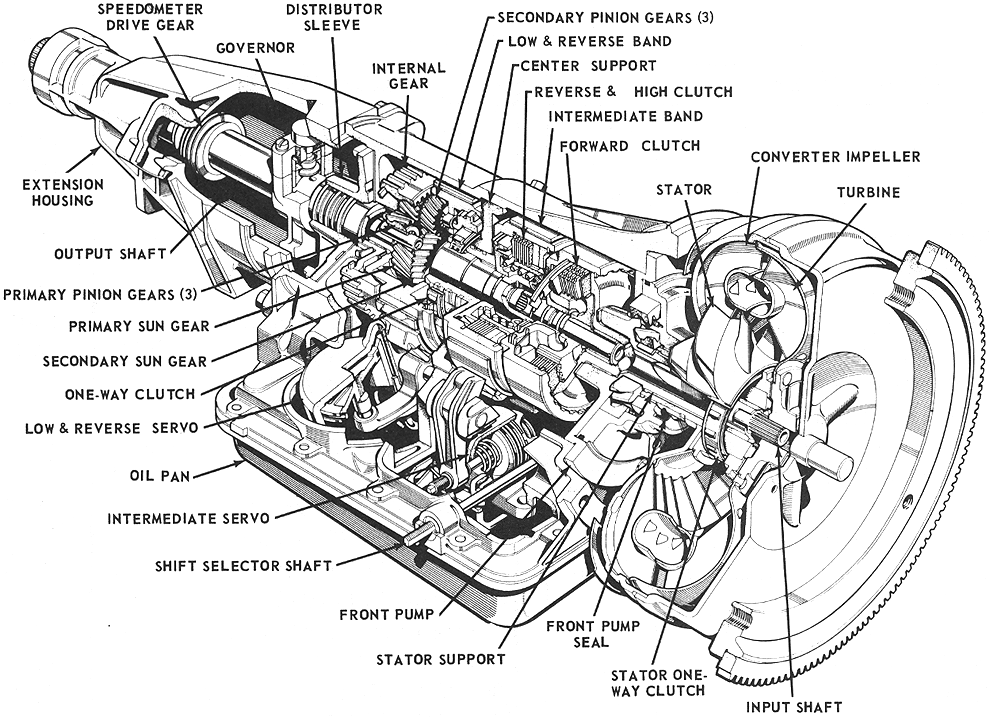 SPEEDOMETER
DRIVE GEAR
DISTRIBUTOR
SLEEVE
GOVERNOR
INTERNAL
GEAR
SECONDARY PINION GEARS (3)
LOW & REVERSE BAND
CENTER SUPPORT
REVERSE & HIGH CLUTCH
INTERMEDIATE BAND
FORWARD CLUTCH
CONVERTER IMPELLER
STATOR
TURBINE
EXTENSION
HOUSING
OUTPUT SHAFT
PRIMARY PINION GEARS (3)
PRIMARY SUN GEAR
SECONDARY SUN GEAR
ONE-WAY CLUTCH
LOW & REVERSE SERVO
OIL PAN
INTERMEDIATE SERVO
SHIFT SELECTOR SHAFT
FRONT PUMP
STATOR SUPPORT
FRONT PUMP
SEAL
STATOR ONE-
WAY CLUTCH
INPUT SHAFT